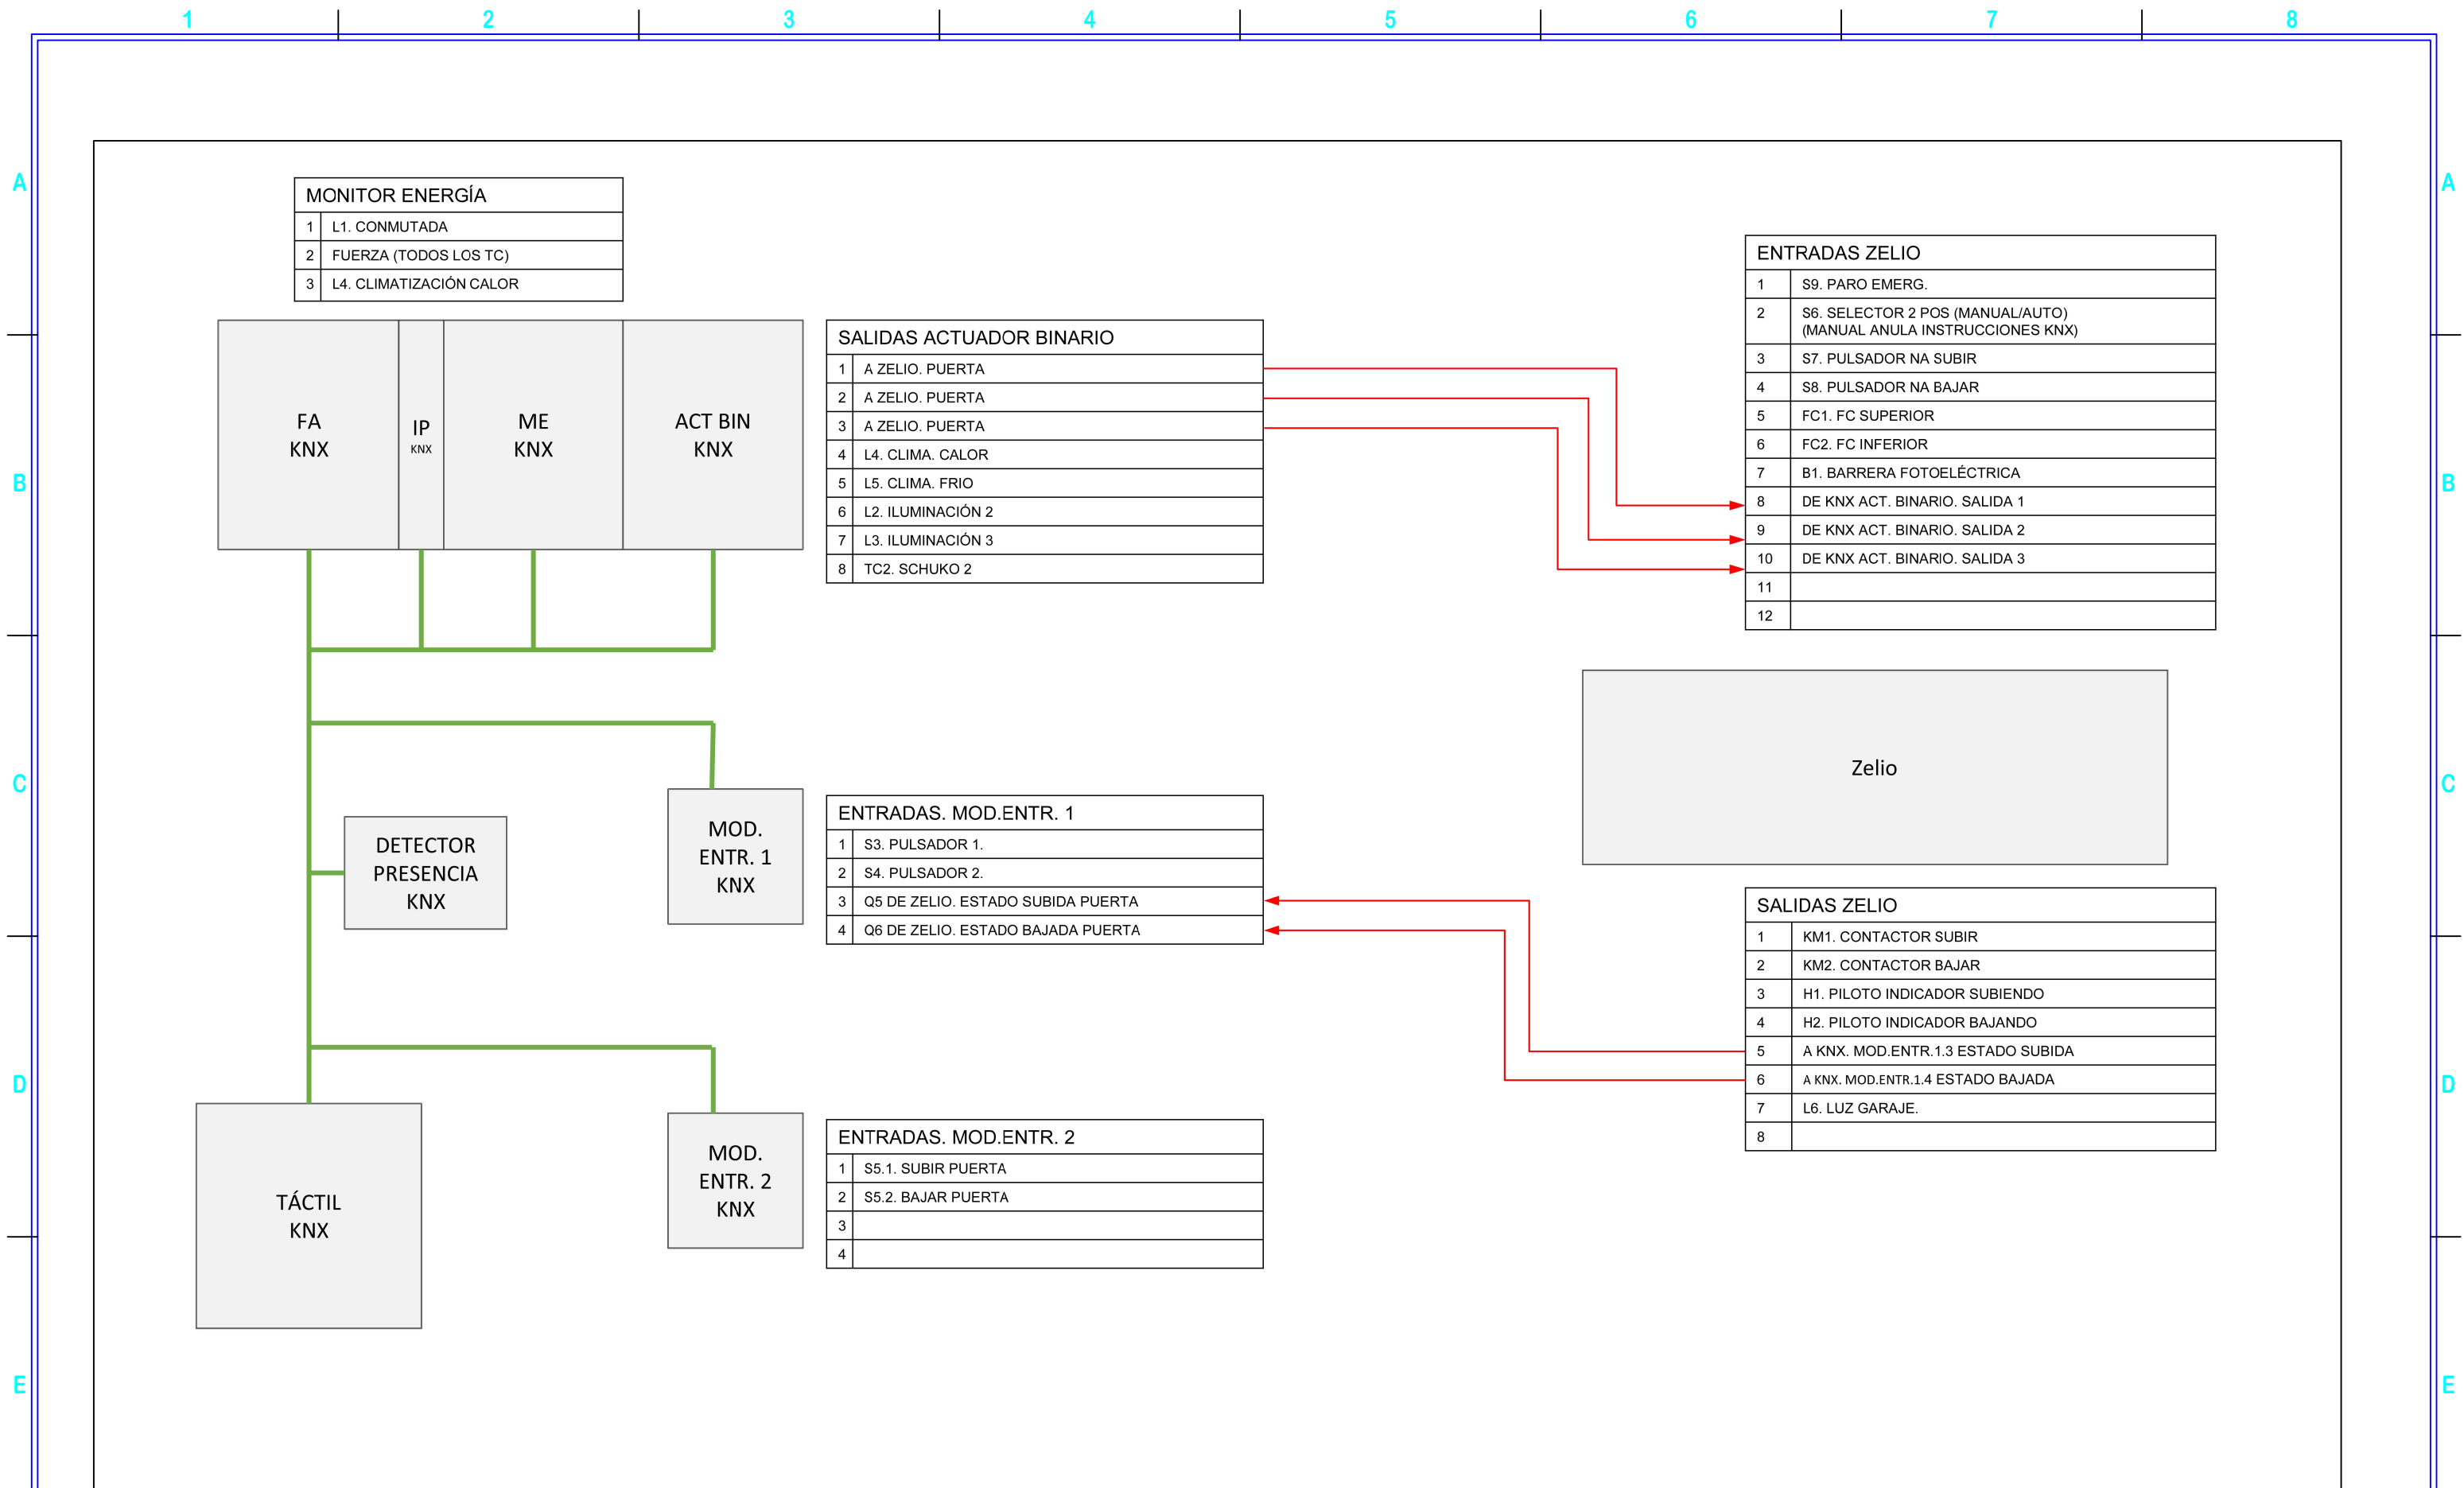 1 2 3 4 5 6 7 8
A A
MONITOR ENERGÍA
1 L1. CONMUTADA
2 FUERZA (TODOS LOS TC)
3 L4. CLIMATIZACIÓN CALOR
FA
KNX
IP
KNX
ME
KNX
ACT BIN
KNX
SALIDAS ACTUADOR BINARIO
1 A ZELIO. PUERTA
2 A ZELIO. PUERTA
3 A ZELIO. PUERTA
4 L4. CLIMA. CALOR
5 L5. CLIMA. FRIO
6 L2. ILUMINACIÓN 2
7 L3. ILUMINACIÓN 3
8 TC2. SCHUKO 2
ENTRADAS ZELIO
1 S9. PARO EMERG.
2 S6. SELECTOR 2 POS (MANUAL/AUTO)
(MANUAL ANULA INSTRUCCIONES KNX)
3 S7. PULSADOR NA SUBIR
4 S8. PULSADOR NA BAJAR
5 FC1. FC SUPERIOR
6 FC2. FC INFERIOR
7 B1. BARRERA FOTOELÉCTRICA
8 DE KNX ACT. BINARIO. SALIDA 1
9 DE KNX ACT. BINARIO. SALIDA 2
10 DE KNX ACT. BINARIO. SALIDA 3
11
12
B B
Zelio
C C
DETECTOR
PRESENCIA
KNX
MOD.
ENTR. 1
KNX
ENTRADAS. MOD.ENTR. 1
1 S3. PULSADOR 1.
2 S4. PULSADOR 2.
3 Q5 DE ZELIO. ESTADO SUBIDA PUERTA
4 Q6 DE ZELIO. ESTADO BAJADA PUERTA
SALIDAS ZELIO
1 KM1. CONTACTOR SUBIR
2 KM2. CONTACTOR BAJAR
3 H1. PILOTO INDICADOR SUBIENDO
4 H2. PILOTO INDICADOR BAJANDO
5 A KNX. MOD.ENTR.1.3 ESTADO SUBIDA
6 A KNX. MOD.ENTR.1.4 ESTADO BAJADA
7 L6. LUZ GARAJE.
8
D D
TÁCTIL
KNX
MOD.
ENTR. 2
KNX
ENTRADAS. MOD.ENTR. 2
1 S5.1. SUBIR PUERTA
2 S5.2. BAJAR PUERTA
3
4
E E